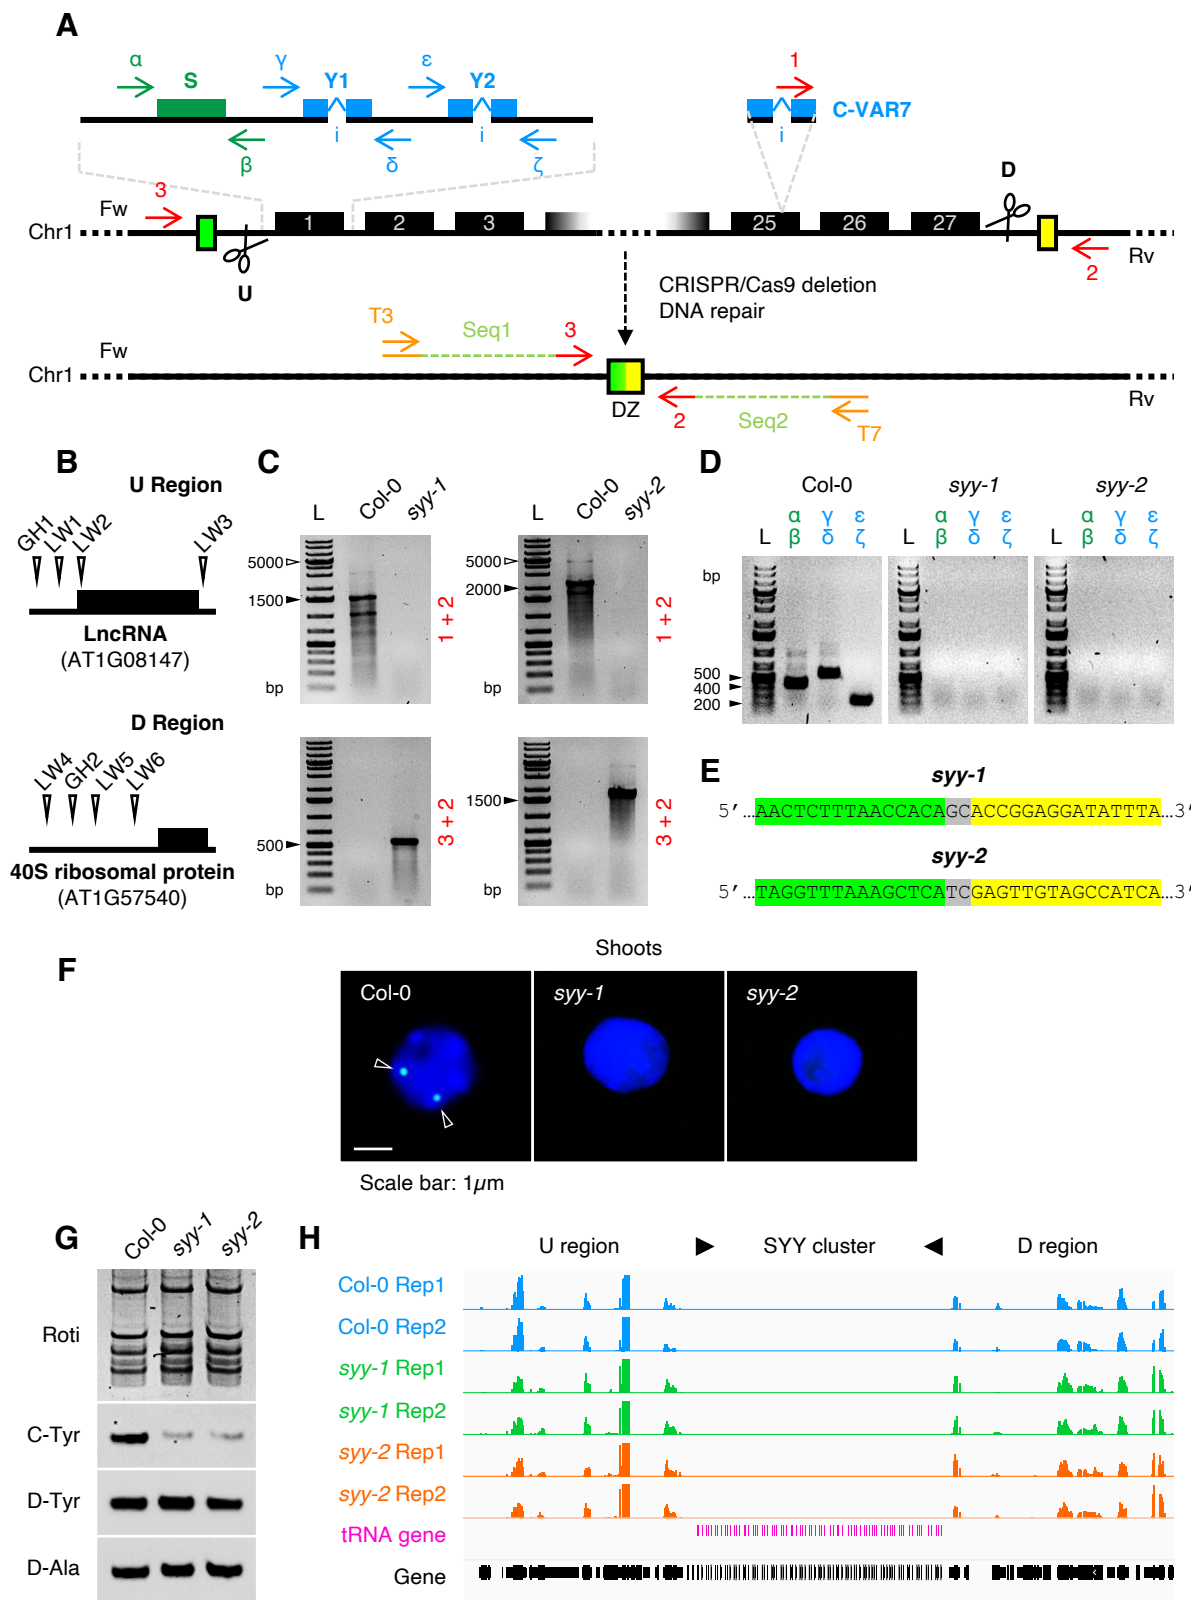 A
α S γ Y1 ε Y2 1
i i i C-VAR7
β δ ζ
3 D
Fw
Chr1 1 2 3 25 26 27
U 2 Rv
CRISPR/Cas9 deletion
DNA repair
T3 Seq1 3
Fw
Chr1
DZ Rv
2 Seq2 T7
B
U Region
GH1 LW1 LW2 LW3
LncRNA
(AT1G08147)
D Region
LW4 GH2 LW5 LW6
40S ribosomal protein
(AT1G57540)
C
L Col-0 syy-1
5000
1500
bp
1 + 2
L Col-0 syy-2
5000
2000
bp
1 + 2
500
bp
3 + 2
1500
bp
3 + 2
D
Col-0 syy-1 syy-2
α γ ε α γ ε α γ ε
L β δ ζ L β δ ζ L β δ ζ
bp
500
400
200
E
syy-1
5’...AACTCTTTAACCACAGCACCGGAGGATATTTA...3’
syy-2
5’...TAGGTTTAAAGCTCATCGAGTTGTAGCCATCA...3’
F
Shoots
Col-0 syy-1 syy-2
Scale bar: 1µm
G
Col-0 syy-1 syy-2
Roti
C-Tyr
D-Tyr
D-Ala
H
U region SYY cluster D region
Col-0 Rep1
Col-0 Rep2
syy-1 Rep1
syy-1 Rep2
syy-2 Rep1
syy-2 Rep2
tRNA gene
Gene